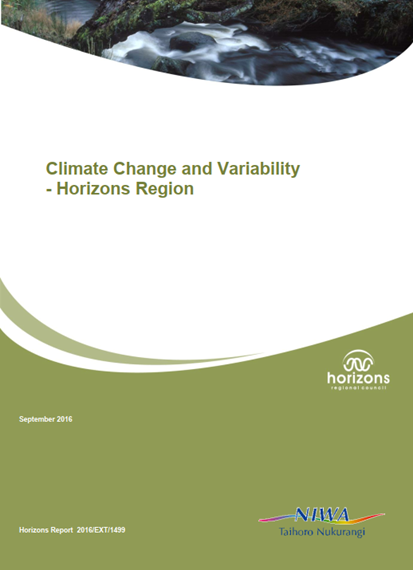 Climate Change and Variability
- Horizons Region
horizons
regional council
September 2016
NIWA
Taihoro Nukurangi
Horizons Report 2016/EXT/1499